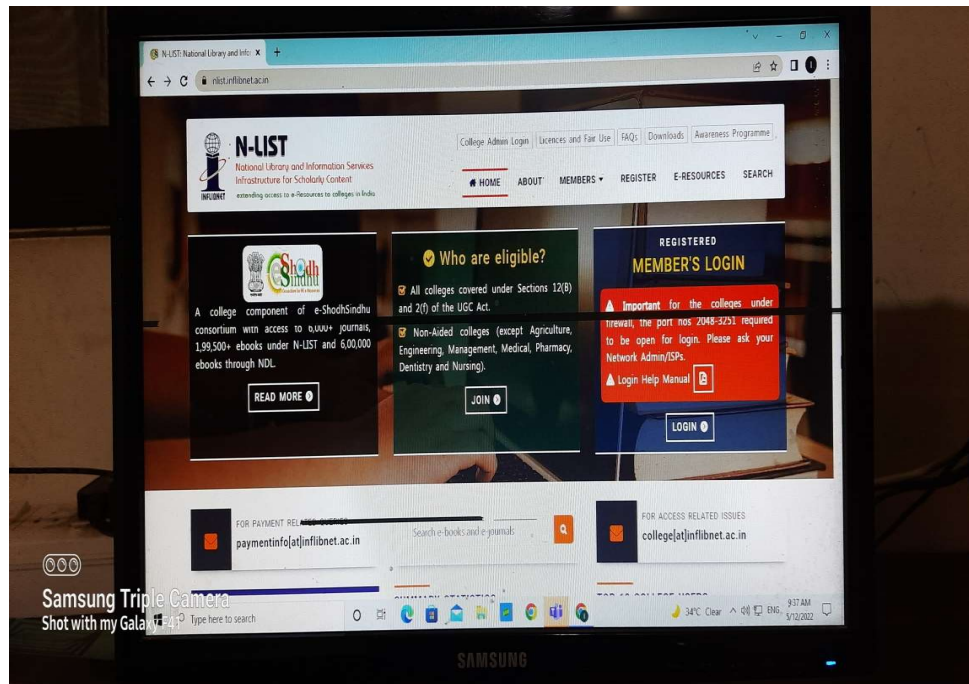 N-LIST: National Library and Infor
nlist.inflibnet.ac.in
College Admin Login
Licences and Fair Use
FAQs
Downloads
Awareness Programme
N-LIST
National Library and Information Services
Infrastructure for Scholarly Content
extending access to e-Resources to colleges in India
INFLIBNET
HOME
ABOUT
MEMBERS
REGISTER
E-RESOURCES
SEARCH
Shodh
Sindhu
A college component of e-ShodhSindhu
consortium with access to 6,000+ journals,
1,99,500+ ebooks under N-LIST and 6,00,000
ebooks through NDL.
READ MORE
Who are eligible?
All colleges covered under Sections 12(B)
and 2(f) of the UGC Act.
Non-Aided colleges (except Agriculture,
Engineering, Management, Medical, Pharmacy,
Dentistry and Nursing).
JOIN
REGISTERED
MEMBER'S LOGIN
Important for the colleges under
firewall, the port nos 2048-3251 required
to be open for login. Please ask your
Network Admin/ISPs.
Login Help Manual
LOGIN
FOR PAYMENT RELATED QUERIES
paymentinfo[at]inflibnet.ac.in
Search e-books and e-journals
FOR ACCESS RELATED ISSUES
college[at]inflibnet.ac.in
SUMMARY STATISTICS
TOP 10 COLLEGE USERS
Type here to search
34°C Clear
ENG
9:37 AM
5/12/2022
SAMSUNG
Samsung Triple Camera
Shot with my Galaxy F41